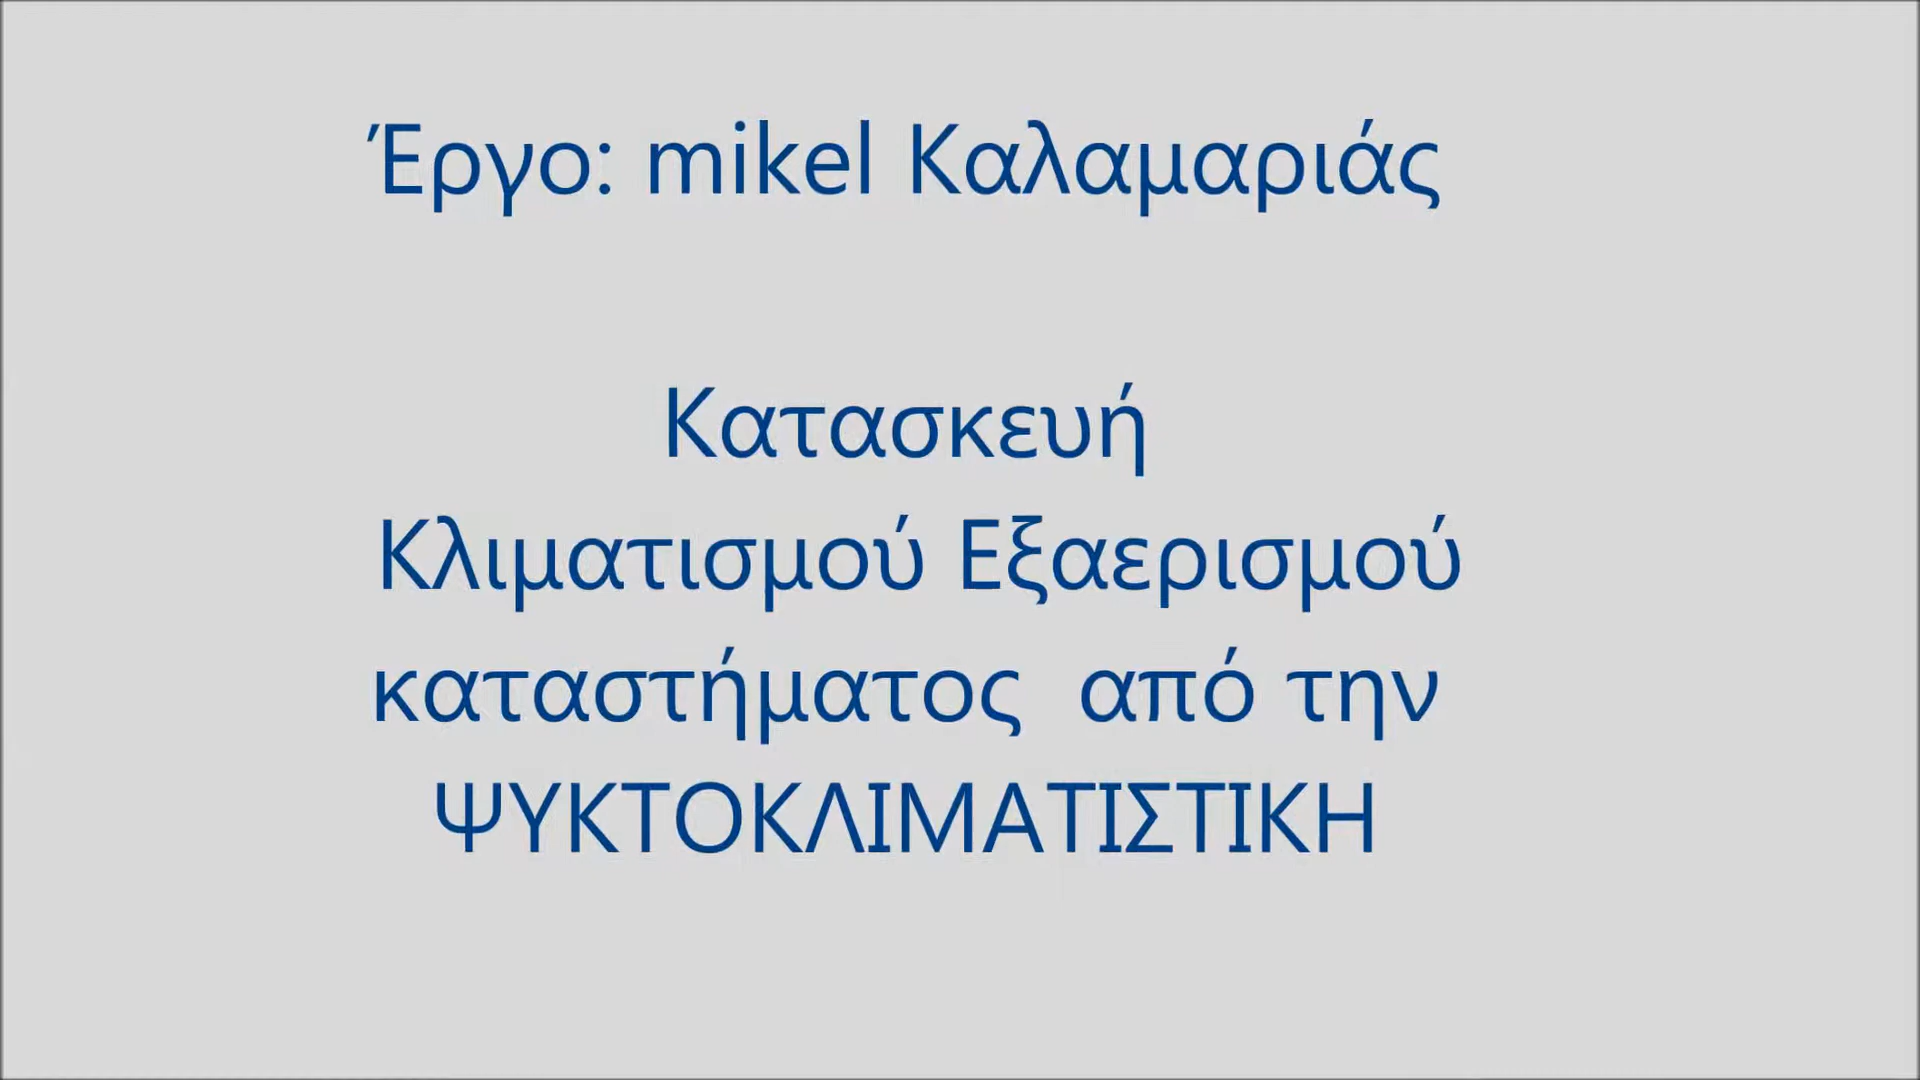 Έργο: mikel Καλαμαριάς
Κατασκευή
Κλιματισμού Εξαερισμού
καταστήματος  από την
ΨΥΚΤΟΚΛΙΜΑΤΙΣΤΙΚΗ